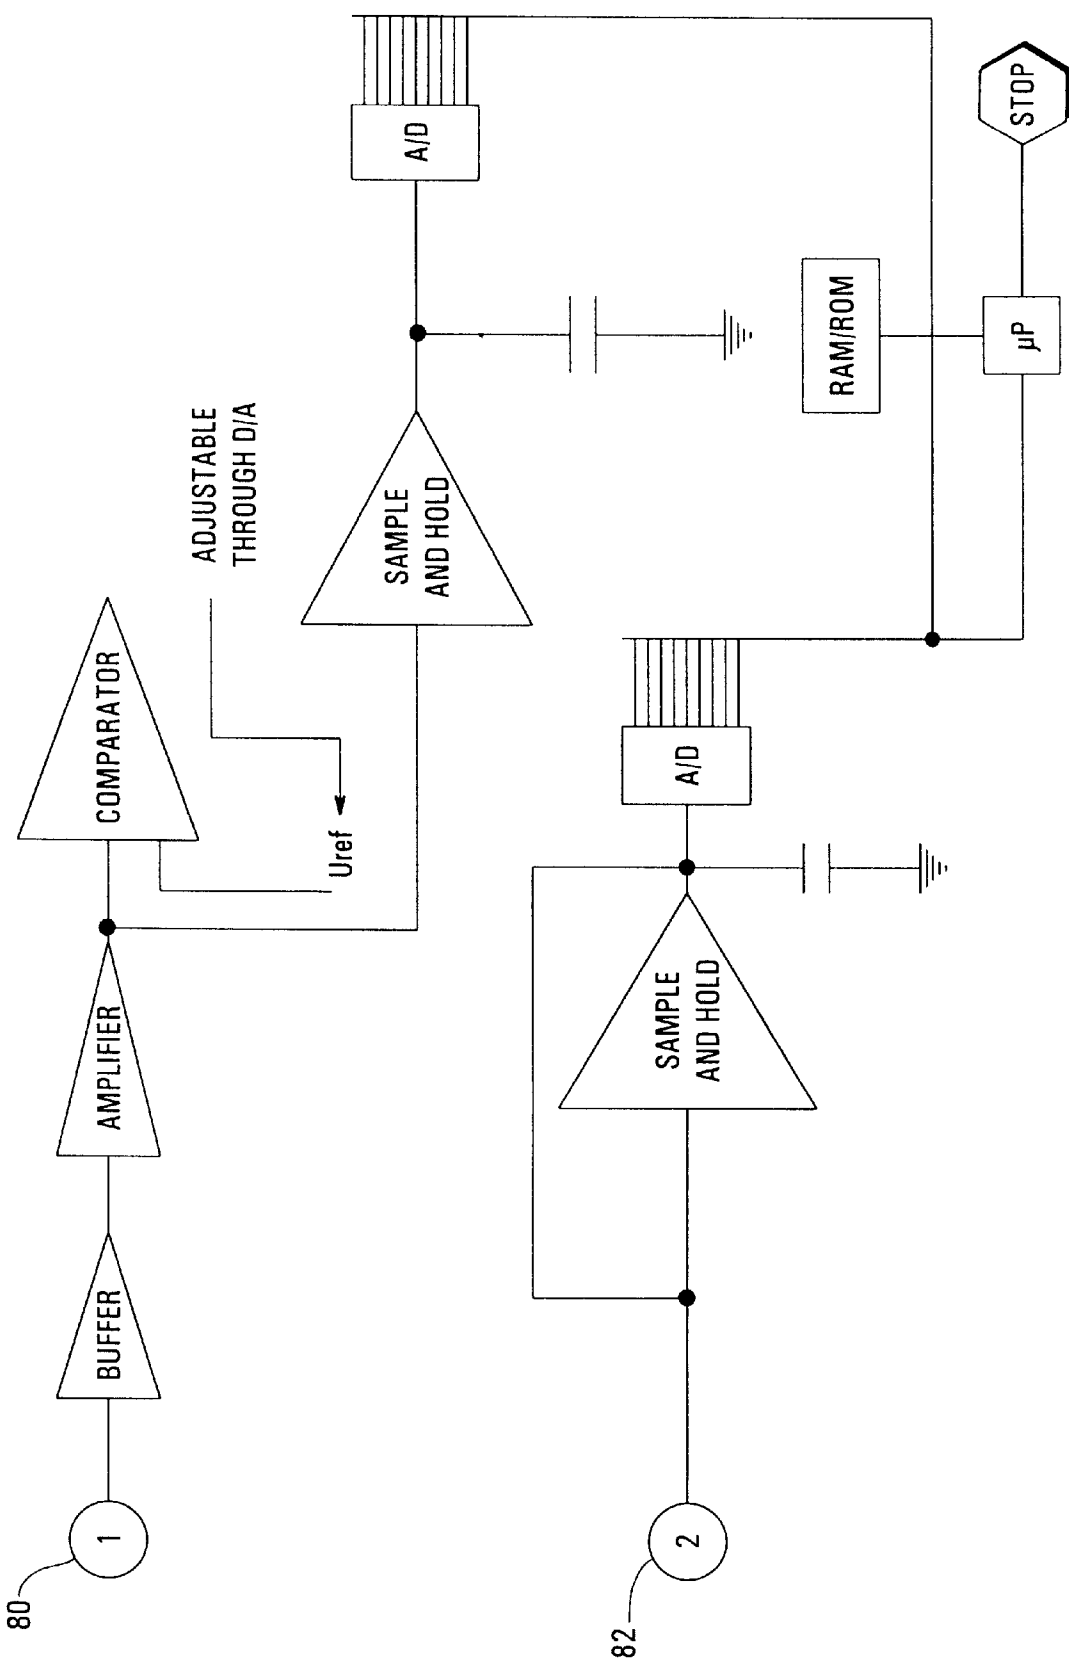 80
1
BUFFER
AMPLIFIER
COMPARATOR
Uref
ADJUSTABLE
THROUGH D/A
SAMPLE
AND HOLD
A/D
82
2
SAMPLE
AND HOLD
A/D
RAM/ROM
µP
STOP